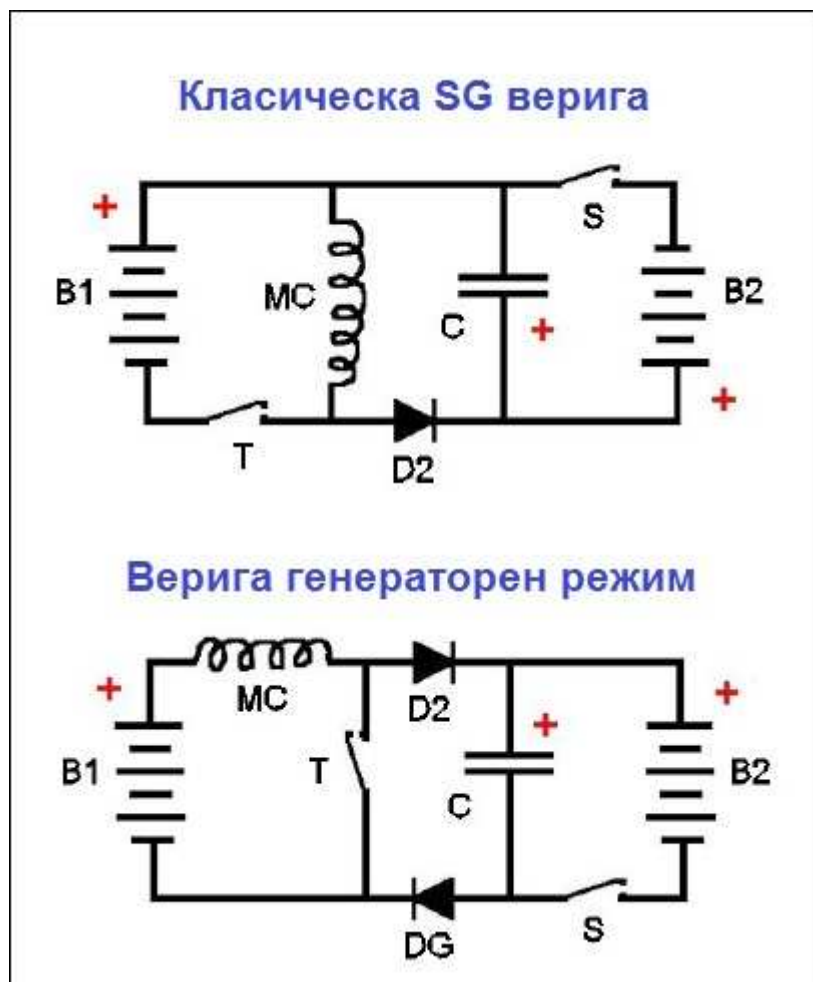 Класическа SG верига
+
S
B1
MC
C
+
B2
+
T
D2
Верига генераторен режим
+
MC
D2
+
+
B1
T
C
B2
DG
S